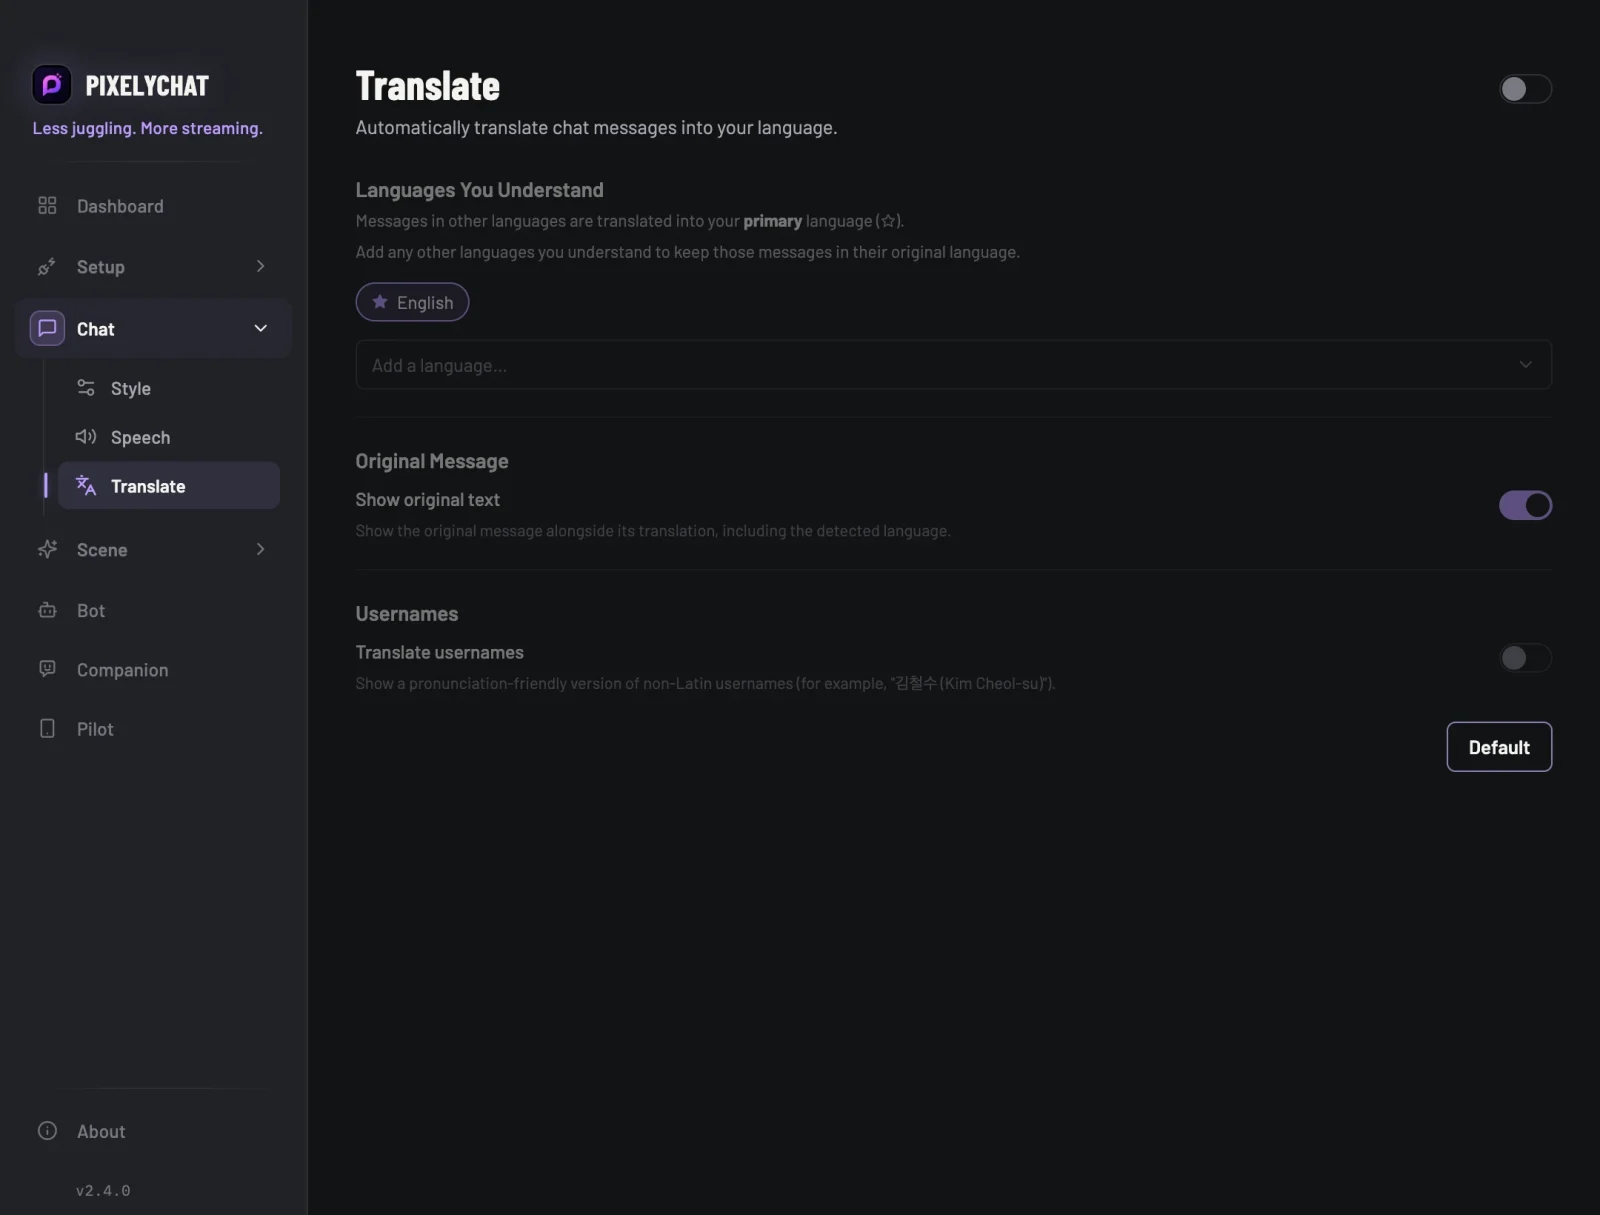 PIXELYCHAT
Less juggling. More streaming.
Dashboard
Setup
Chat
Style
Speech
Translate
Scene
Bot
Companion
Pilot
About
v2.4.0
Translate
Automatically translate chat messages into your language.
Languages You Understand
Messages in other languages are translated into your primary language (☆).
Add any other languages you understand to keep those messages in their original language.
★ English
Add a language...
Original Message
Show original text
Show the original message alongside its translation, including the detected language.
Usernames
Translate usernames
Show a pronunciation-friendly version of non-Latin usernames (for example, "김철수 (Kim Cheol-su)").
Default